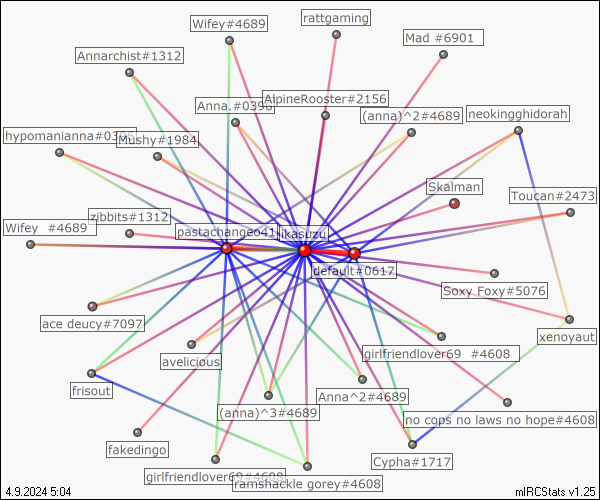 Wifey#4689
rattgaming
Mad #6901
Annarchist#1312
Anna.#0396
AlpineRooster#2156
(anna)^2#4689
neokingghidorah
hypomanianna#0396
Mushy#1984
Skalman
Toucan#2473
Wifey #4689
zibbits#1312
ikasuzu
default#0617
Soxy Foxy#5076
ace deucy#7097
xenoyaut
avelicious
girlfriendlover69 #4608
frisout
Anna^2#4689
(anna)^3#4689
no cops no laws no hope#4608
fakedingo
Cypha#1717
girlfriendlover69#4608
ramshackle gorey#4608
4.9.2024 5:04
mIRCStats v1.25